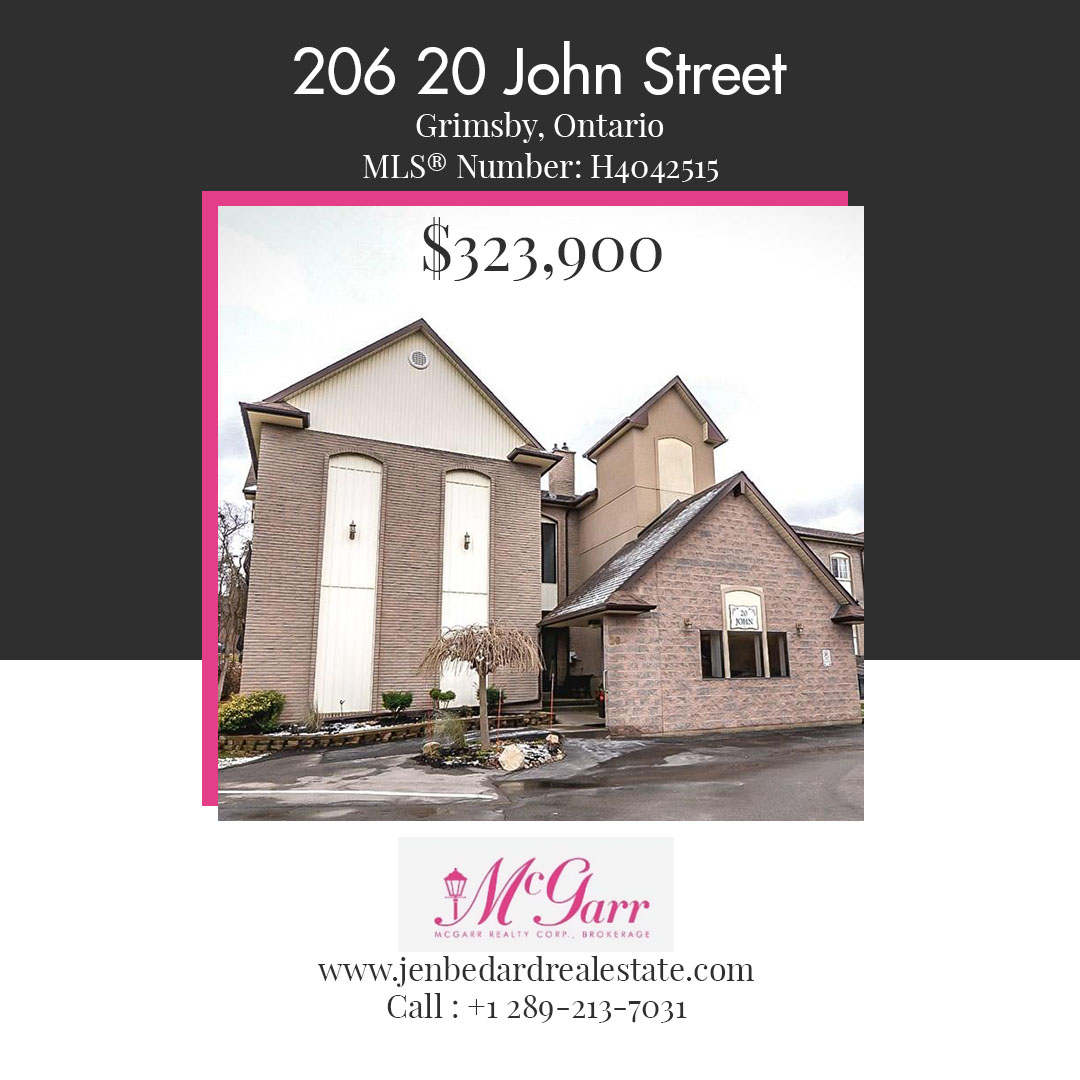 206 20 John Street
Grimsby, Ontario
MLS® Number: H4042515
$323,900
20
JOHN
McGarr
MCGARR REALTY CORP., BROKERAGE
www.jenbedardrealestate.com
Call : +1 289-213-7031